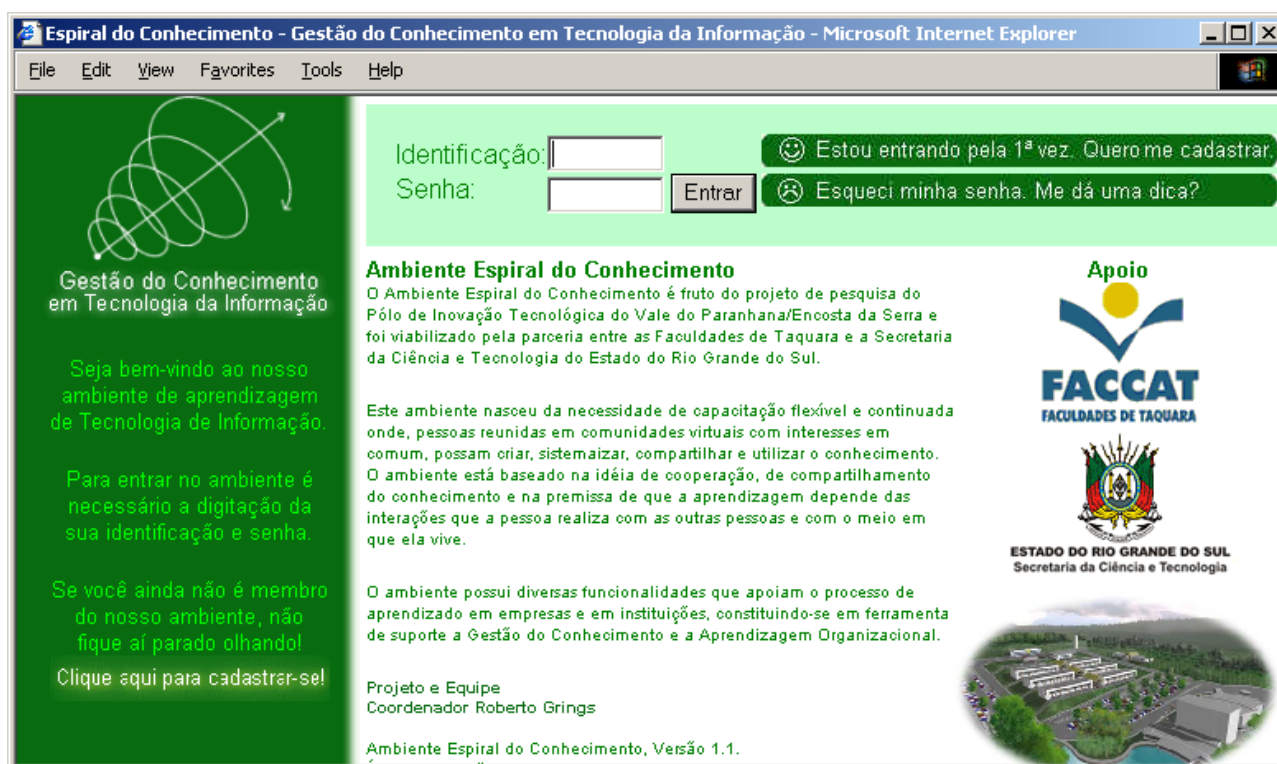 Espiral do Conhecimento - Gestão do Conhecimento em Tecnologia da Informação - Microsoft Internet Explorer
File Edit View Favorites Tools Help
Gestão do Conhecimento
em Tecnologia da Informação
Seja bem-vindo ao nosso
ambiente de aprendizagem
de Tecnologia de Informação.
Para entrar no ambiente é
necessário a digitação da
sua identificação e senha.
Se você ainda não é membro
do nosso ambiente, não
fique aí parado olhando!
Clique aqui para cadastrar-se!
Identificação:
Senha:
Entrar
Estou entrando pela 1ª vez. Quero me cadastrar.
Esqueci minha senha. Me dá uma dica?
Ambiente Espiral do Conhecimento
O Ambiente Espiral do Conhecimento é fruto do projeto de pesquisa do
Pólo de Inovação Tecnológica do Vale do Paranhana/Encosta da Serra e
foi viabilizado pela parceria entre as Faculdades de Taquara e a Secretaria
da Ciência e Tecnologia do Estado do Rio Grande do Sul.
Este ambiente nasceu da necessidade de capacitação flexível e continuada
onde, pessoas reunidas em comunidades virtuais com interesses em
comum, possam criar, sistemaizar, compartilhar e utilizar o conhecimento.
O ambiente está baseado na idéia de cooperação, de compartilhamento
do conhecimento e na premissa de que a aprendizagem depende das
interações que a pessoa realiza com as outras pessoas e com o meio em
que ela vive.
O ambiente possui diversas funcionalidades que apoiam o processo de
aprendizado em empresas e em instituições, constituindo-se em ferramenta
de suporte a Gestão do Conhecimento e a Aprendizagem Organizacional.
Projeto e Equipe
Coordenador Roberto Grings
Ambiente Espiral do Conhecimento, Versão 1.1.
Apoio
FACCAT
FACULDADES DE TAQUARA
ESTADO DO RIO GRANDE DO SUL
Secretaria da Ciência e Tecnologia